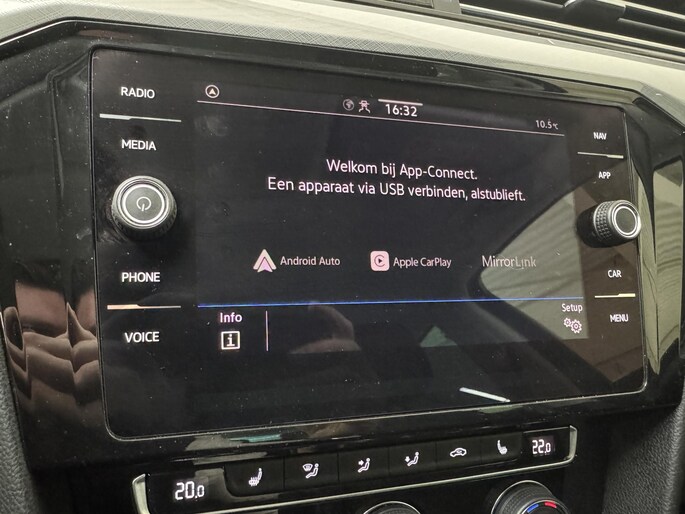 RADIO
MEDIA
PHONE
VOICE
16:32
10.5°C
Welkom bij App-Connect.
Een apparaat via USB verbinden, alstublieft.
Android Auto
Apple CarPlay
MirrorLink
Info
Setup
NAV
APP
CAR
MENU
20.0
22.0